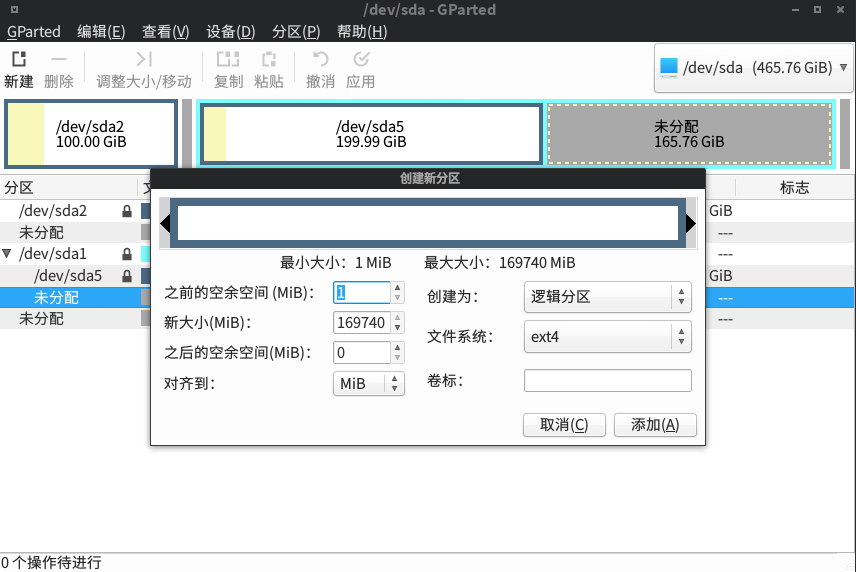 /dev/sda - GParted
GParted 编辑(E) 查看(V) 设备(D) 分区(P) 帮助(H)
新建 删除 调整大小/移动 复制 粘贴 撤消 应用
/dev/sda (465.76 GiB)
/dev/sda2
100.00 GiB
/dev/sda5
199.99 GiB
未分配
165.76 GiB
分区 标志
创建新分区
/dev/sda2 GiB
未分配 ---
/dev/sda1 ---
/dev/sda5 GiB
未分配 ---
未分配 ---
最小大小：1 MiB 最大大小：169740 MiB
之前的空余空间 (MiB)： 1
新大小(MiB)： 169740
之后的空余空间(MiB)： 0
对齐到： MiB
创建为： 逻辑分区
文件系统： ext4
卷标：
取消(C) 添加(A)
0 个操作待进行